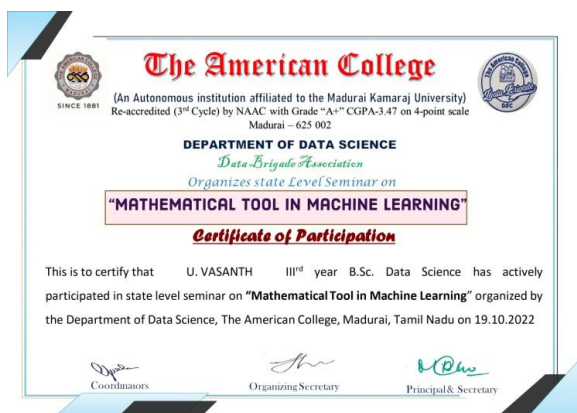 The American College
SINCE 1881
(An Autonomous institution affiliated to the Madurai Kamaraj University)
Re-accredited (3rd Cycle) by NAAC with Grade “A+” CGPA-3.47 on 4-point scale
Madurai – 625 002
DEPARTMENT OF DATA SCIENCE
Data Brigade Association
Organizes state Level Seminar on
“MATHEMATICAL TOOL IN MACHINE LEARNING”
Certificate of Participation
This is to certify that U. VASANTH IIIrd year B.Sc. Data Science has actively
participated in state level seminar on “Mathematical Tool in Machine Learning” organized by
the Department of Data Science, The American College, Madurai, Tamil Nadu on 19.10.2022
Organizing Secretary
Principal & Secretary